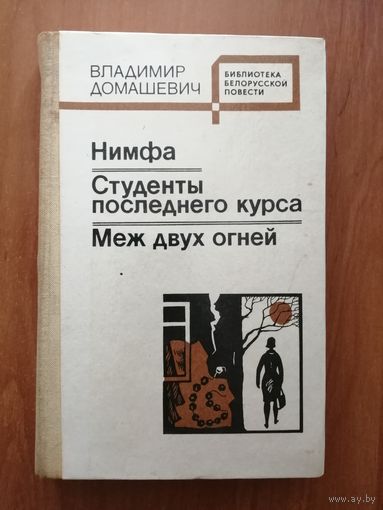 ВЛАДИМИР
ДОМАШЕВИЧ
БИБЛИОТЕКА
БЕЛОРУССКОЙ
ПОВЕСТИ
Нимфа
Студенты
последнего курса
Меж двух огней
www.ay.by